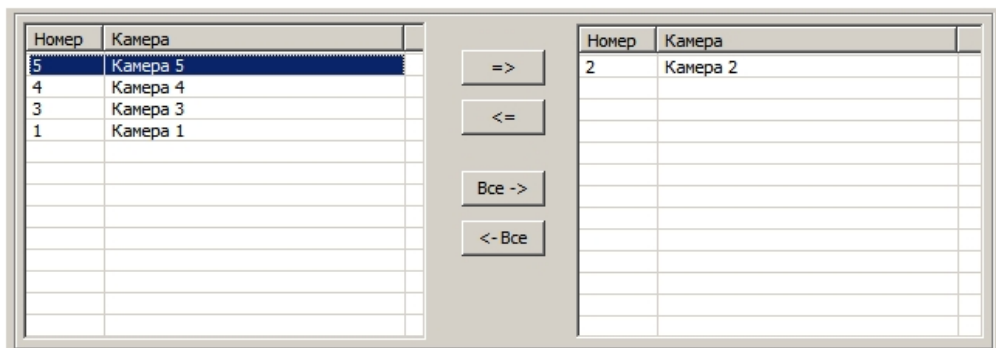 Номер Камера
5 Камера 5
4 Камера 4
3 Камера 3
1 Камера 1
=>
<=
Все ->
<- Все
Номер Камера
2 Камера 2